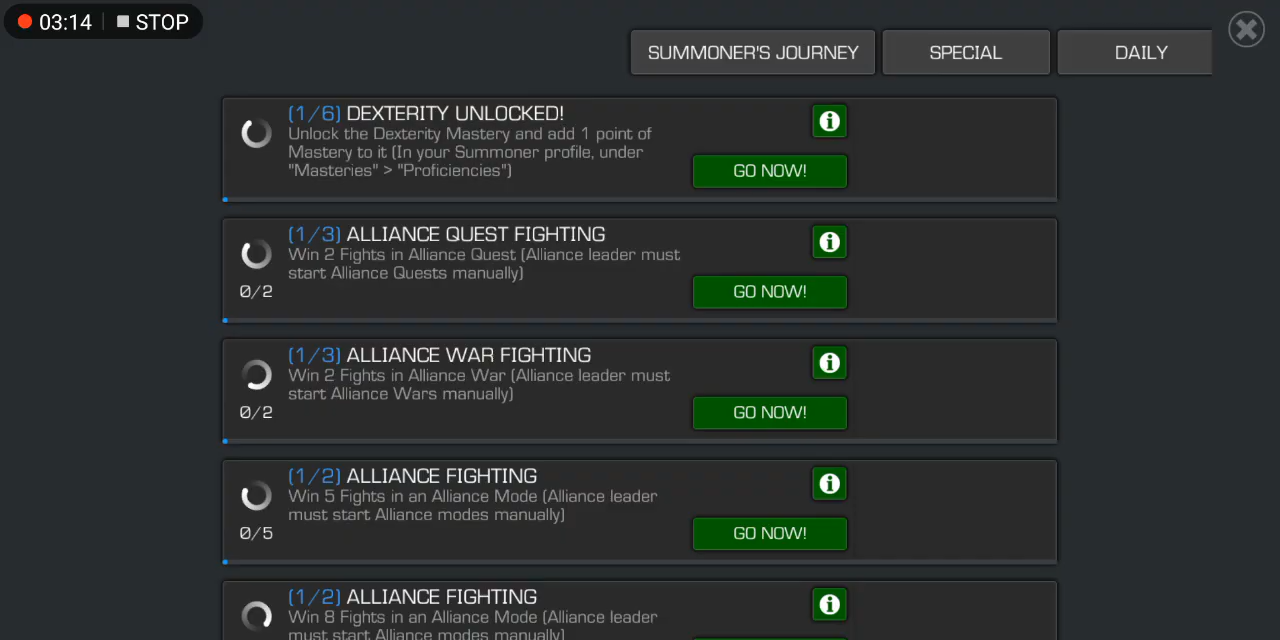 03:14 STOP
SUMMONER'S JOURNEY SPECIAL DAILY
(1/6) DEXTERITY UNLOCKED!
Unlock the Dexterity Mastery and add 1 point of
Mastery to it (In your Summoner profile, under
"Masteries" > "Proficiencies")
GO NOW!
(1/3) ALLIANCE QUEST FIGHTING
Win 2 Fights in Alliance Quest (Alliance leader must
start Alliance Quests manually)
0/2
GO NOW!
(1/3) ALLIANCE WAR FIGHTING
Win 2 Fights in Alliance War (Alliance leader must
start Alliance Wars manually)
0/2
GO NOW!
(1/2) ALLIANCE FIGHTING
Win 5 Fights in an Alliance Mode (Alliance leader
must start Alliance modes manually)
0/5
GO NOW!
(1/2) ALLIANCE FIGHTING
Win 8 Fights in an Alliance Mode (Alliance leader
must start Alliance modes manually)